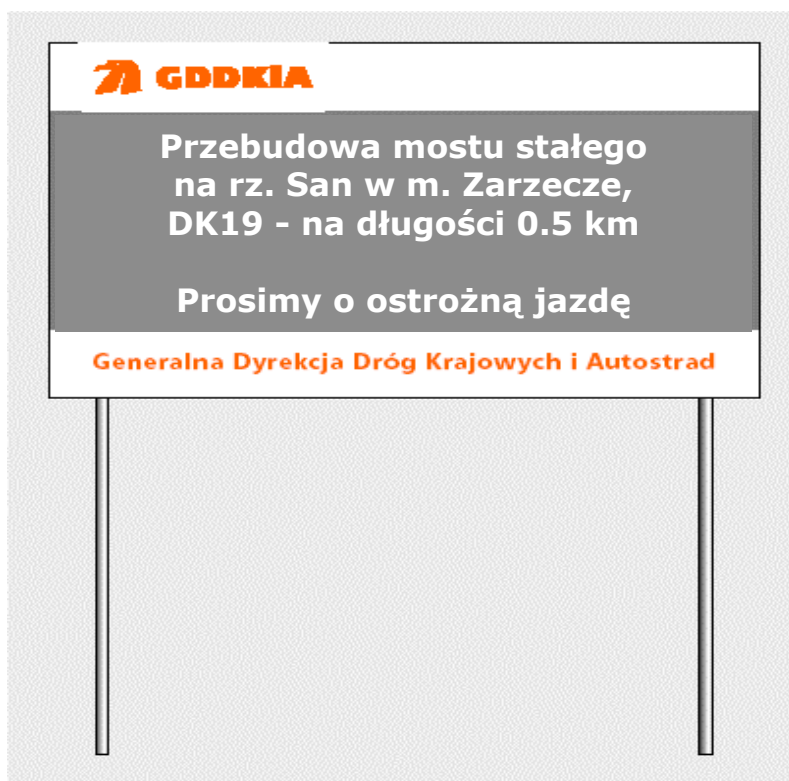 GDDKiA
Przebudowa mostu stałego
na rz. San w m. Zarzecze,
DK19 - na długości 0.5 km
Prosimy o ostrożną jazdę
Generalna Dyrekcja Dróg Krajowych i Autostrad